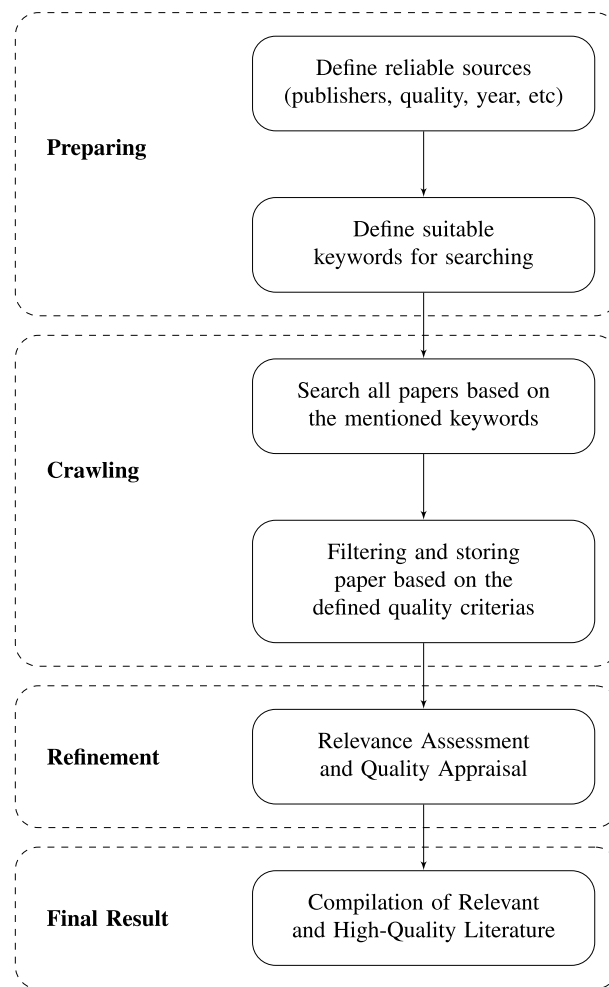 Define reliable sources
(publishers, quality, year, etc)
Preparing
Define suitable
keywords for searching
Search all papers based on
the mentioned keywords
Crawling
Filtering and storing
paper based on the
defined quality criterias
Relevance Assessment
and Quality Appraisal
Refinement
Compilation of Relevant
and High-Quality Literature
Final Result